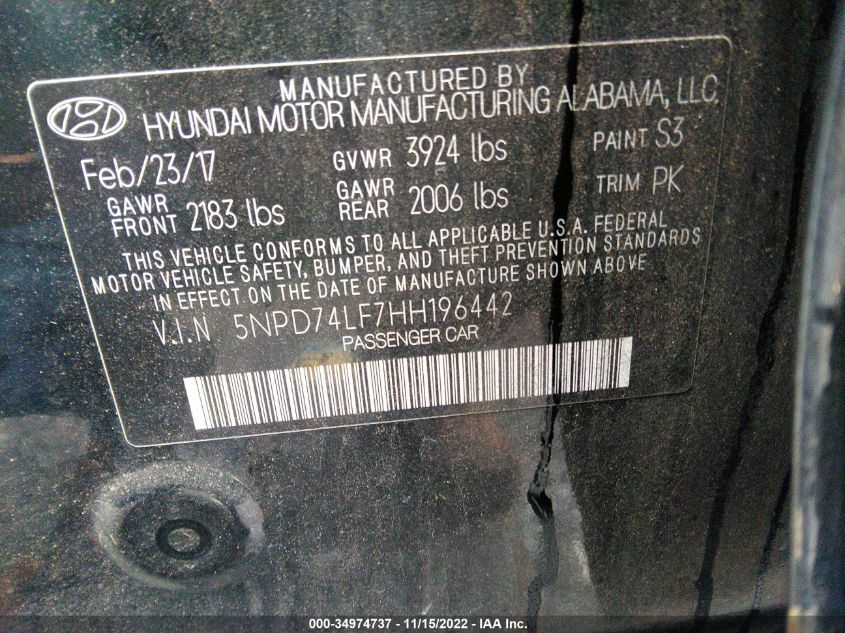 MANUFACTURED BY
HYUNDAI MOTOR MANUFACTURING ALABAMA, LLC
Feb/23/17 GVWR 3924 lbs PAINT S3
GAWR FRONT 2183 lbs GAWR REAR 2006 lbs TRIM PK
THIS VEHICLE CONFORMS TO ALL APPLICABLE U.S.A. FEDERAL
MOTOR VEHICLE SAFETY, BUMPER, AND THEFT PREVENTION STANDARDS
IN EFFECT ON THE DATE OF MANUFACTURE SHOWN ABOVE
V.I.N 5NPD74LF7HH196442
PASSENGER CAR
000-34974737 - 11/15/2022 - IAA Inc.